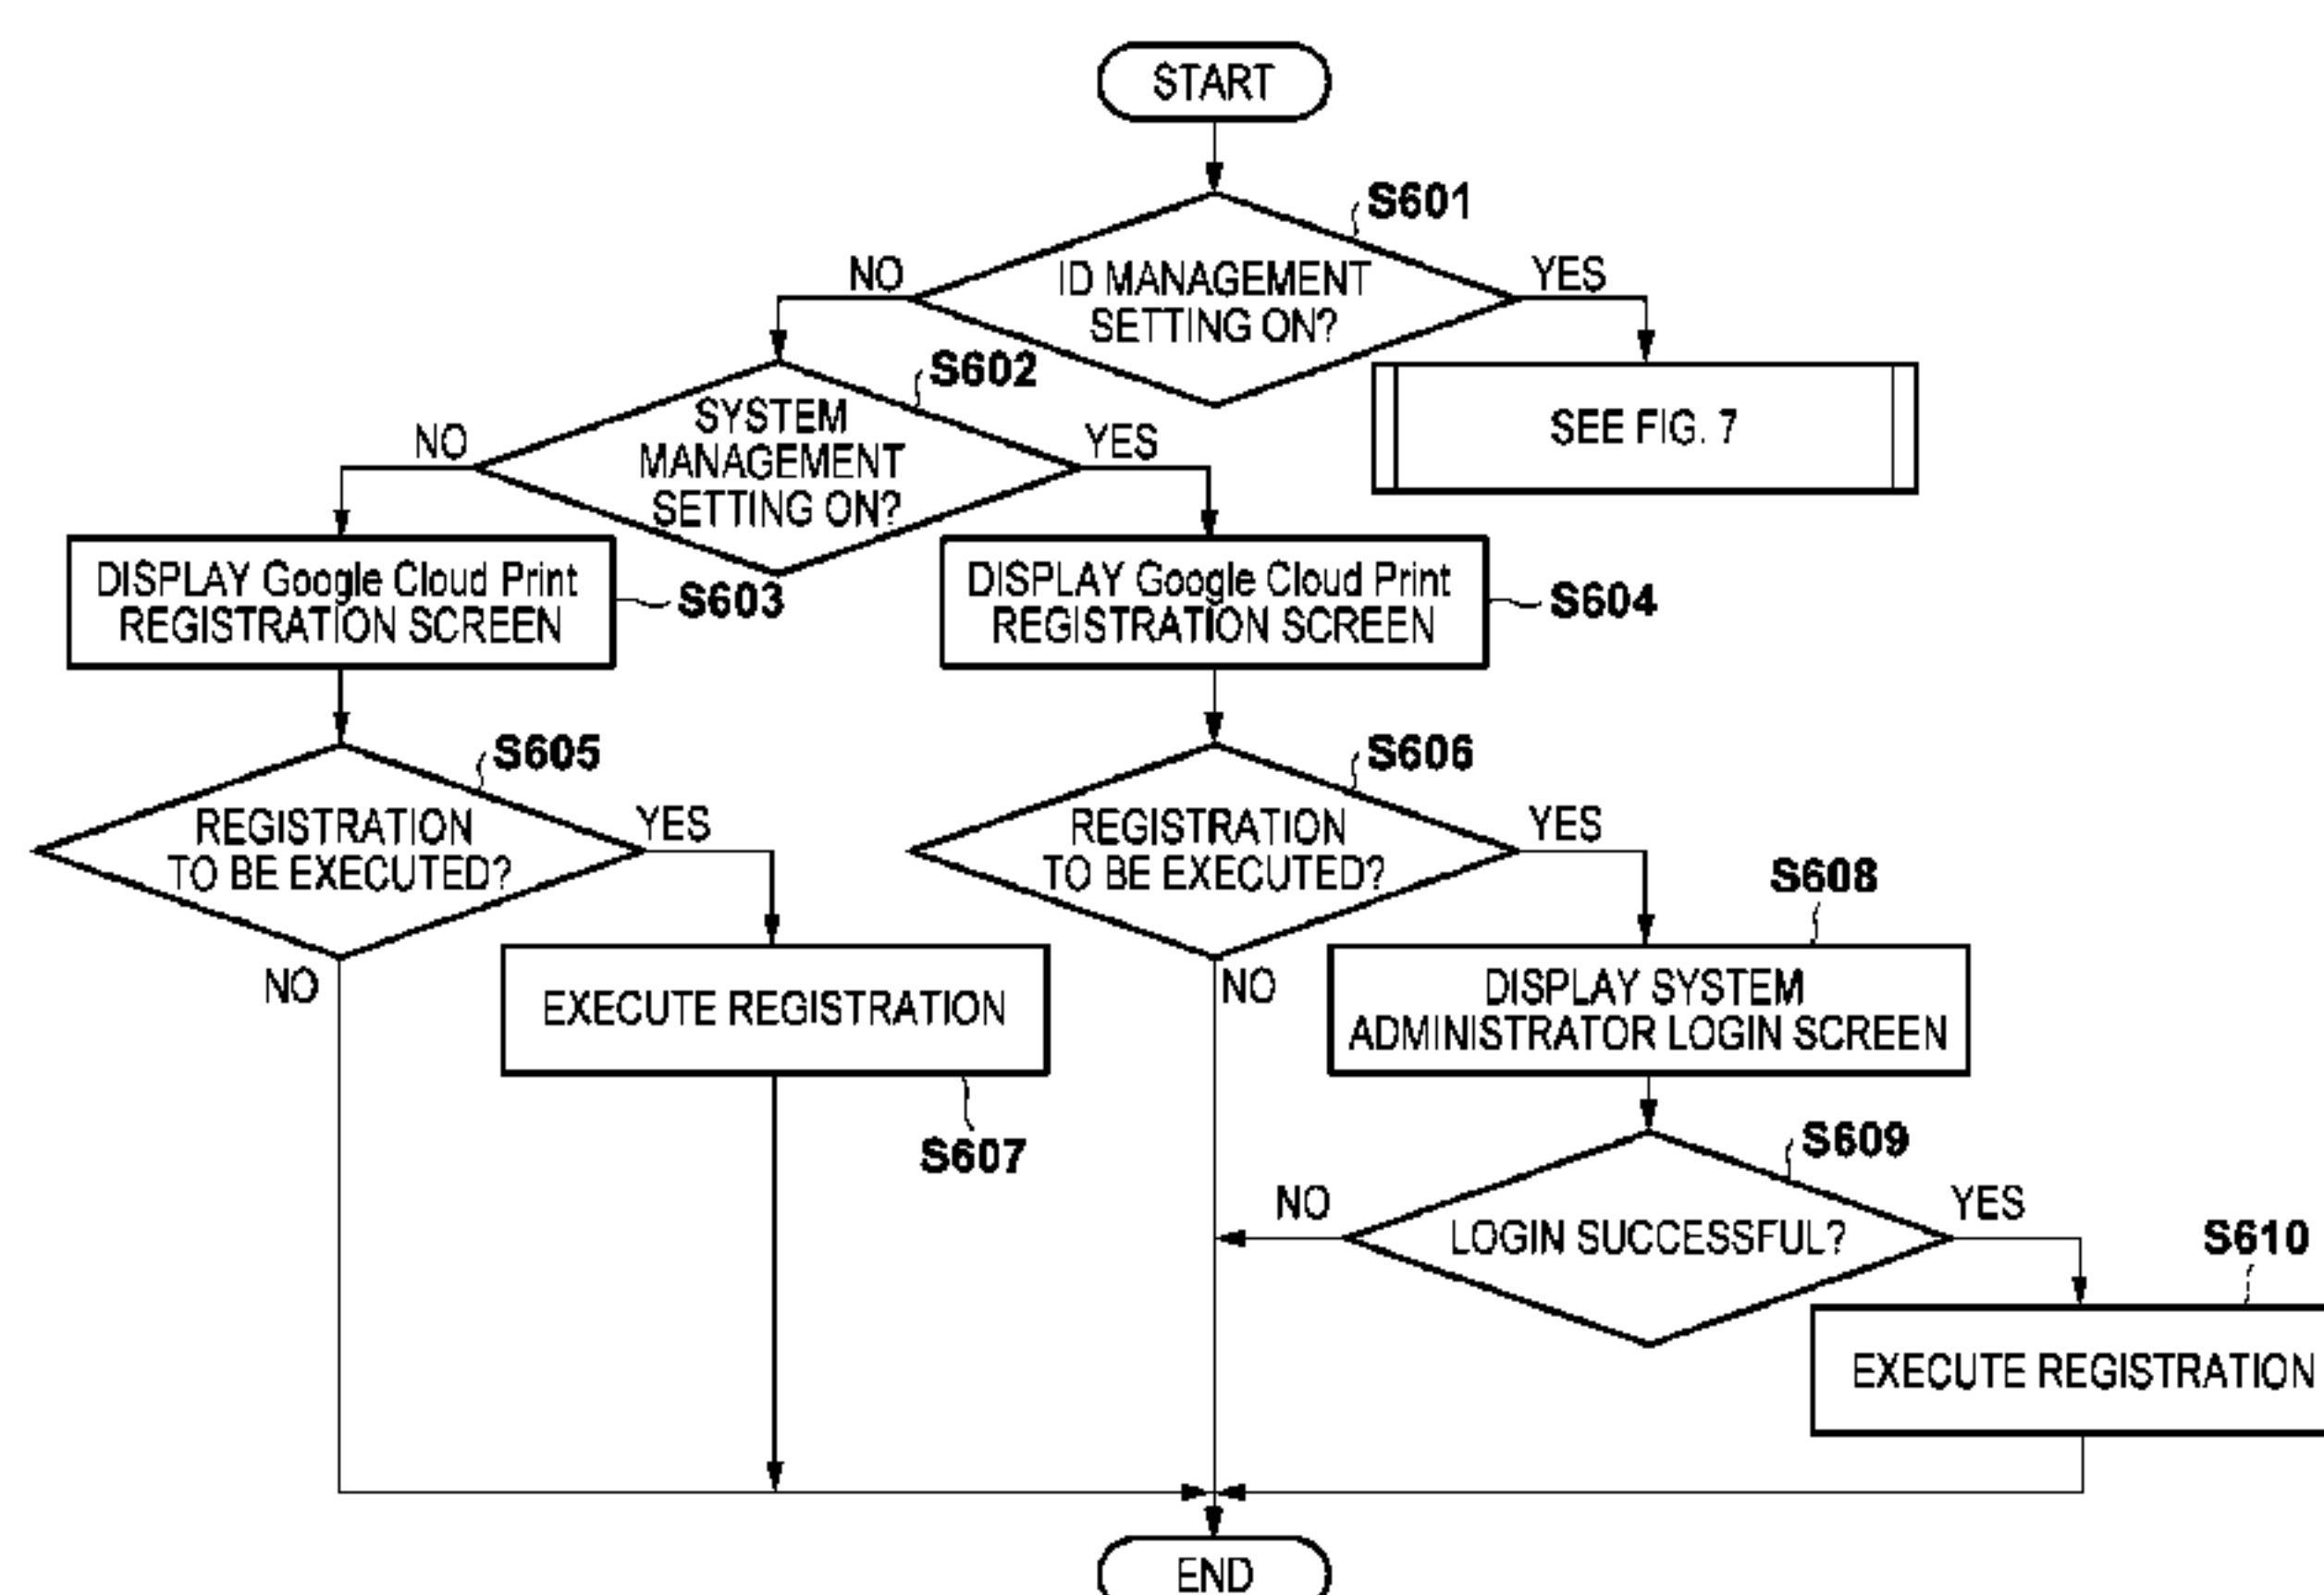 START
S601
NO
ID MANAGEMENT
SETTING ON?
YES
S602
NO
SYSTEM
MANAGEMENT
SETTING ON?
YES
SEE FIG. 7
DISPLAY Google Cloud Print
REGISTRATION SCREEN
S603
DISPLAY Google Cloud Print
REGISTRATION SCREEN
S604
S605
REGISTRATION
TO BE EXECUTED?
YES
NO
S606
REGISTRATION
TO BE EXECUTED?
YES
NO
EXECUTE REGISTRATION
S607
S608
DISPLAY SYSTEM
ADMINISTRATOR LOGIN SCREEN
S609
NO
LOGIN SUCCESSFUL?
YES
S610
EXECUTE REGISTRATION
END